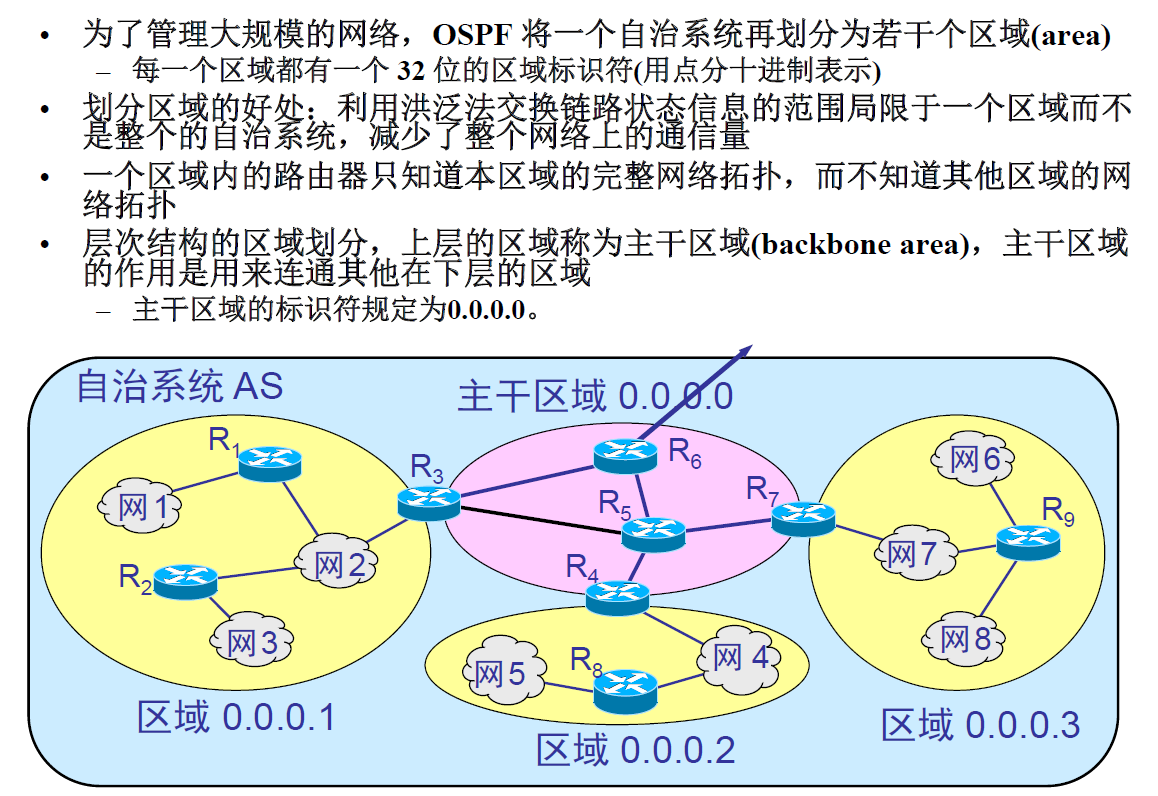 • 为了管理大规模的网络，OSPF 将一个自治系统再划分为若干个区域(area)
– 每一个区域都有一个 32 位的区域标识符(用点分十进制表示)
• 划分区域的好处：利用洪泛法交换链路状态信息的范围局限于一个区域而不
是整个的自治系统，减少了整个网络上的通信量
• 一个区域内的路由器只知道本区域的完整网络拓扑，而不知道其他区域的网
络拓扑
• 层次结构的区域划分，上层的区域称为主干区域(backbone area)，主干区域
的作用是用来连通其他在下层的区域
– 主干区域的标识符规定为0.0.0.0。
自治系统 AS
主干区域 0.0.0.0
R1
R3
R6
网6
网1
R5
R7
R9
网2
网7
R2
R4
网3
网8
网5
R8
网 4
区域 0.0.0.1
区域 0.0.0.2
区域 0.0.0.3